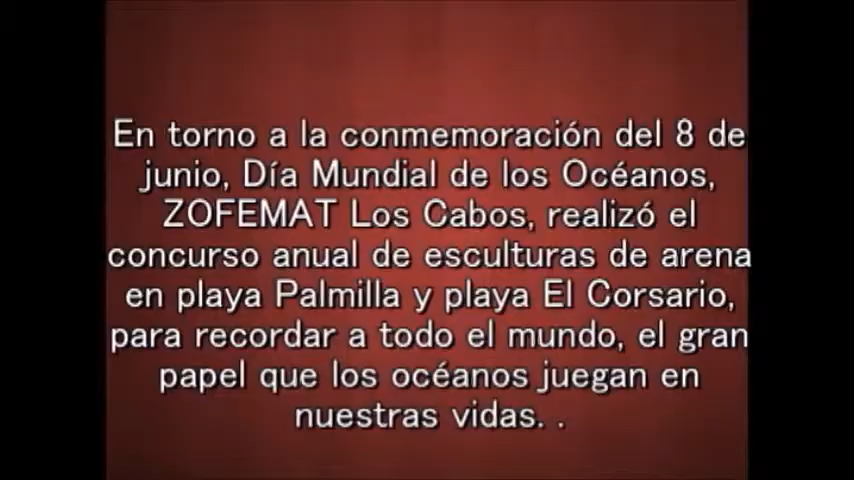 En torno a la conmemoración del 8 de
junio, Día Mundial de los Océanos,
ZOFEMAT Los Cabos, realizó el
concurso anual de esculturas de arena
en playa Palmilla y playa El Corsario,
para recordar a todo el mundo, el gran
papel que los océanos juegan en
nuestras vidas. .